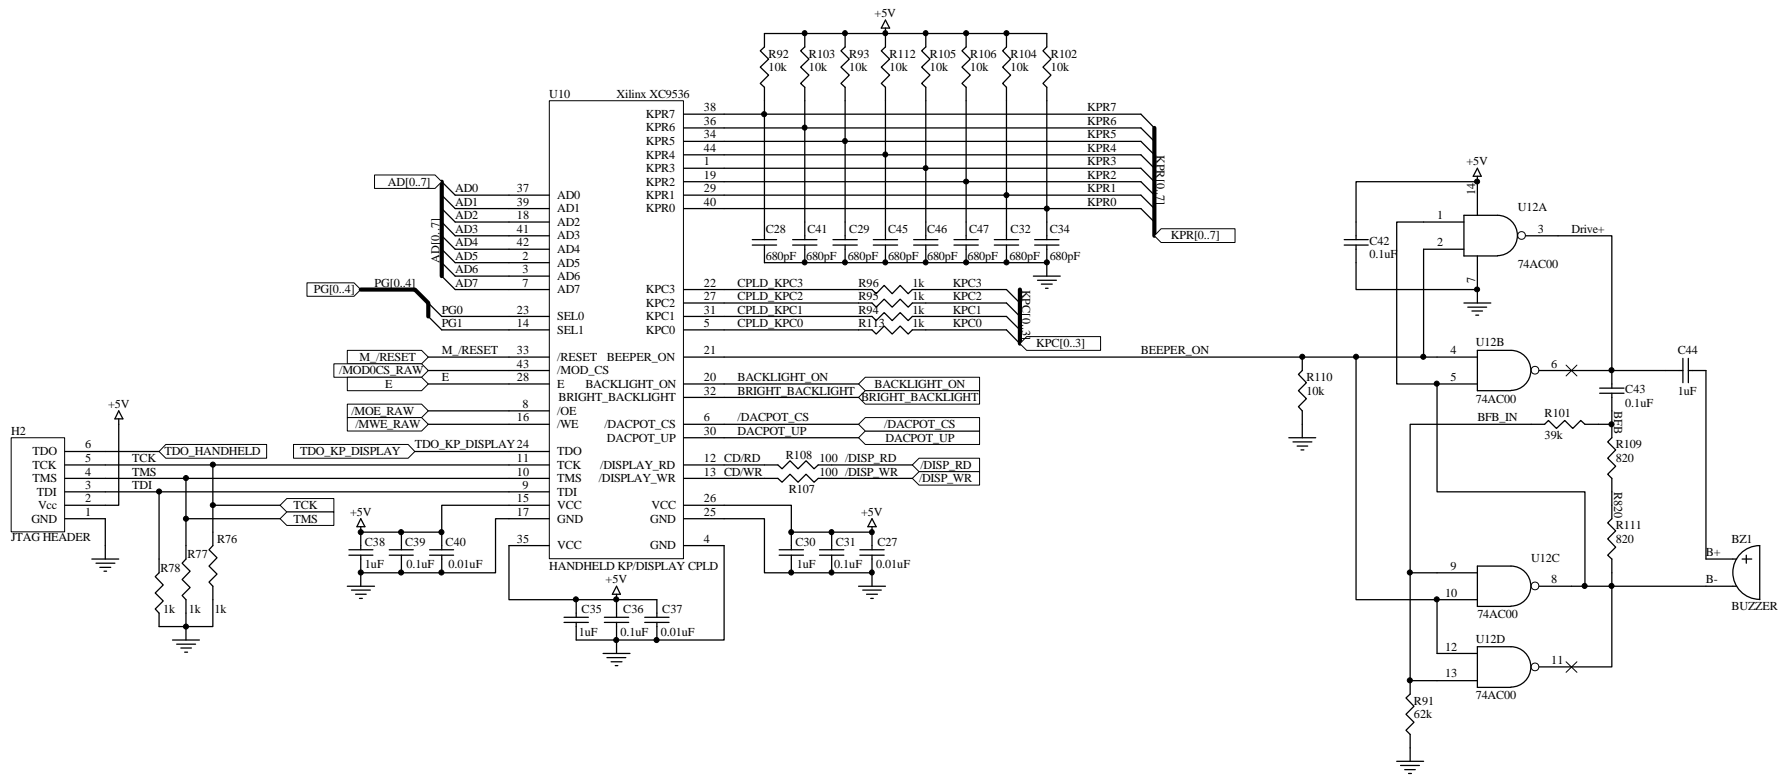 +5V
R92 R103 R93 R112 R105 R106 R104 R102
10k 10k 10k 10k 10k 10k 10k 10k
U10 Xilinx XC9536
KPR7 38 KPR7
KPR6 36 KPR6
KPR5 34 KPR5
KPR4 44 KPR4
KPR3 1 KPR3
KPR2 19 KPR2
KPR1 29 KPR1
KPR0 40 KPR0
KPR[0..7]
KPR[0..7]
AD[0..7]
AD[0..7]
AD0 37 AD0
AD1 39 AD1
AD2 18 AD2
AD3 41 AD3
AD4 42 AD4
AD5 2 AD5
AD6 3 AD6
AD7 7 AD7
C28 C41 C29 C45 C46 C47 C32 C34
680pF 680pF 680pF 680pF 680pF 680pF 680pF 680pF
PG[0..4] PG[0..4]
PG0 23 SEL0
PG1 14 SEL1
KPC3 22 CPLD_KPC3 R96 1k KPC3
KPC2 27 CPLD_KPC2 R95 1k KPC2
KPC1 31 CPLD_KPC1 R94 1k KPC1
KPC0 5 CPLD_KPC0 R113 1k KPC0
KPC[0..3]
KPC[0..3]
M_/RESET M_/RESET 33 /RESET
/MOD0CS_RAW 43 /MOD_CS
E E 28 E
BEEPER_ON 21 BEEPER_ON
BACKLIGHT_ON 20 BACKLIGHT_ON BACKLIGHT_ON
BRIGHT_BACKLIGHT 32 BRIGHT_BACKLIGHT BRIGHT_BACKLIGHT
/MOE_RAW 8 /OE
/MWE_RAW 16 /WE
/DACPOT_CS 6 /DACPOT_CS /DACPOT_CS
DACPOT_UP 30 DACPOT_UP DACPOT_UP
TDO_KP_DISPLAY TDO_KP_DISPLAY 24 TDO
11 TCK
10 TMS
9 TDI
/DISPLAY_RD 12 CD/RD R108 100 /DISP_RD /DISP_RD
/DISPLAY_WR 13 CD/WR R107 100 /DISP_WR /DISP_WR
15 VCC
17 GND
35 VCC
VCC 26
GND 25
GND 4
HANDHELD KP/DISPLAY CPLD
H2
+5V
TDO 6 TDO_HANDHELD
TCK 5 TCK
TMS 4 TMS
TDI 3 TDI
Vcc 2
GND 1
JTAG HEADER
TCK
TMS
R78 R77 R76
1k 1k 1k
+5V
C38 C39 C40
1uF 0.1uF 0.01uF
+5V
C35 C36 C37
1uF 0.1uF 0.01uF
+5V
C30 C31 C27
1uF 0.1uF 0.01uF
R110
10k
+5V
14
U12A
1
2
3 Drive+
7
74AC00
C42
0.1uF
U12B
4
5
6
74AC00
C44
1uF
C43
0.1uF
BFB_IN R101
39k
BFB
R109
820
R820
R111
820
U12C
9
10
8
74AC00
U12D
12
13
11
74AC00
R91
62k
BZ1
B+
B-
BUZZER